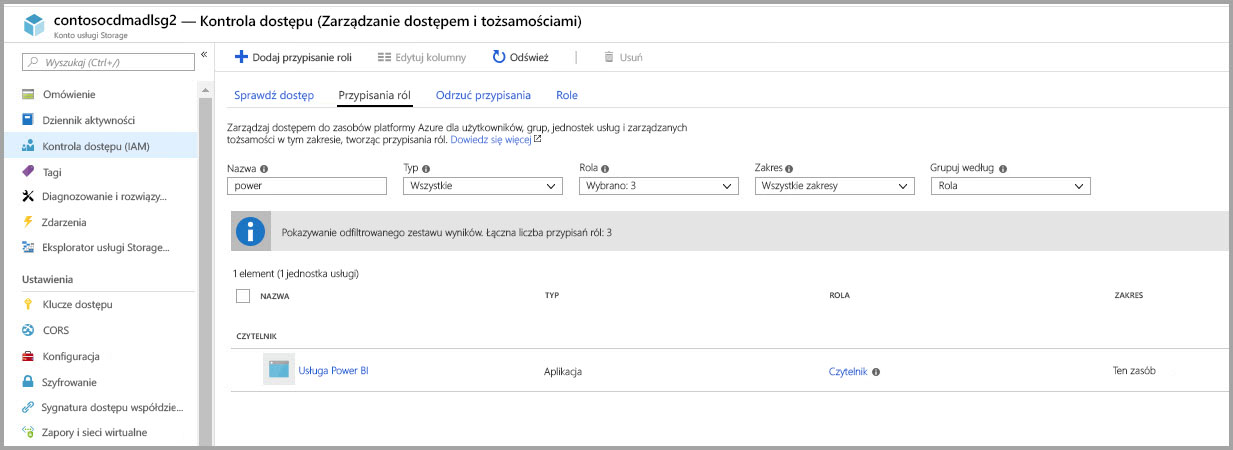 contosocdmadlsg2 — Kontrola dostępu (Zarządzanie dostępem i tożsamościami)
Konto usługi Storage
Wyszukaj (Ctrl+/)
«
Omówienie
Dziennik aktywności
Kontrola dostępu (IAM)
Tagi
Diagnozowanie i rozwiązy...
Zdarzenia
Eksplorator usługi Storage...
Ustawienia
Klucze dostępu
CORS
Konfiguracja
Szyfrowanie
Sygnatura dostępu współdzie...
Zapory i sieci wirtualne
Dodaj przypisanie roli
Edytuj kolumny
Odśwież
Usuń
Sprawdź dostęp
Przypisania ról
Odrzuć przypisania
Role
Zarządzaj dostępem do zasobów platformy Azure dla użytkowników, grup, jednostek usług i zarządzanych
tożsamości w tym zakresie, tworząc przypisania ról. Dowiedz się więcej
Nazwa
Typ
Rola
Zakres
Grupuj według
power
Wszystkie
Wybrano: 3
Wszystkie zakresy
Rola
Pokazywanie odfiltrowanego zestawu wyników. Łączna liczba przypisań ról: 3
1 element (1 jednostka usługi)
NAZWA
TYP
ROLA
ZAKRES
CZYTELNIK
Usługa Power BI
Aplikacja
Czytelnik
Ten zasób